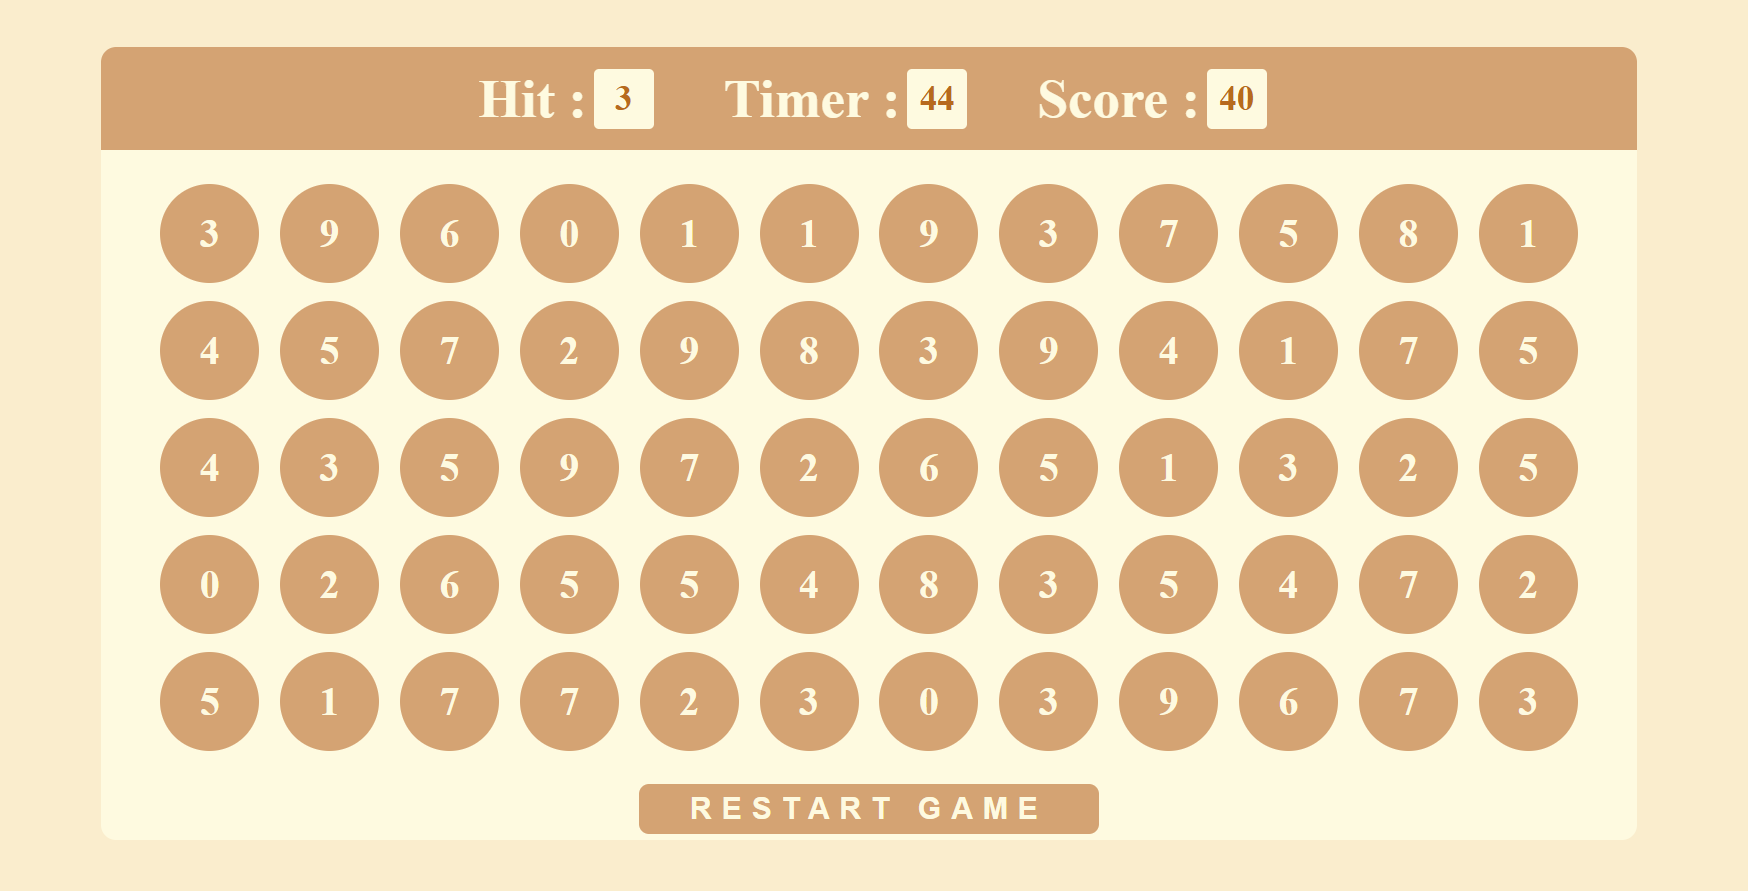 Hit : 3 Timer : 44 Score : 40
3 9 6 0 1 1 9 3 7 5 8 1
4 5 7 2 9 8 3 9 4 1 7 5
4 3 5 9 7 2 6 5 1 3 2 5
0 2 6 5 5 4 8 3 5 4 7 2
5 1 7 7 2 3 0 3 9 6 7 3
RESTART GAME